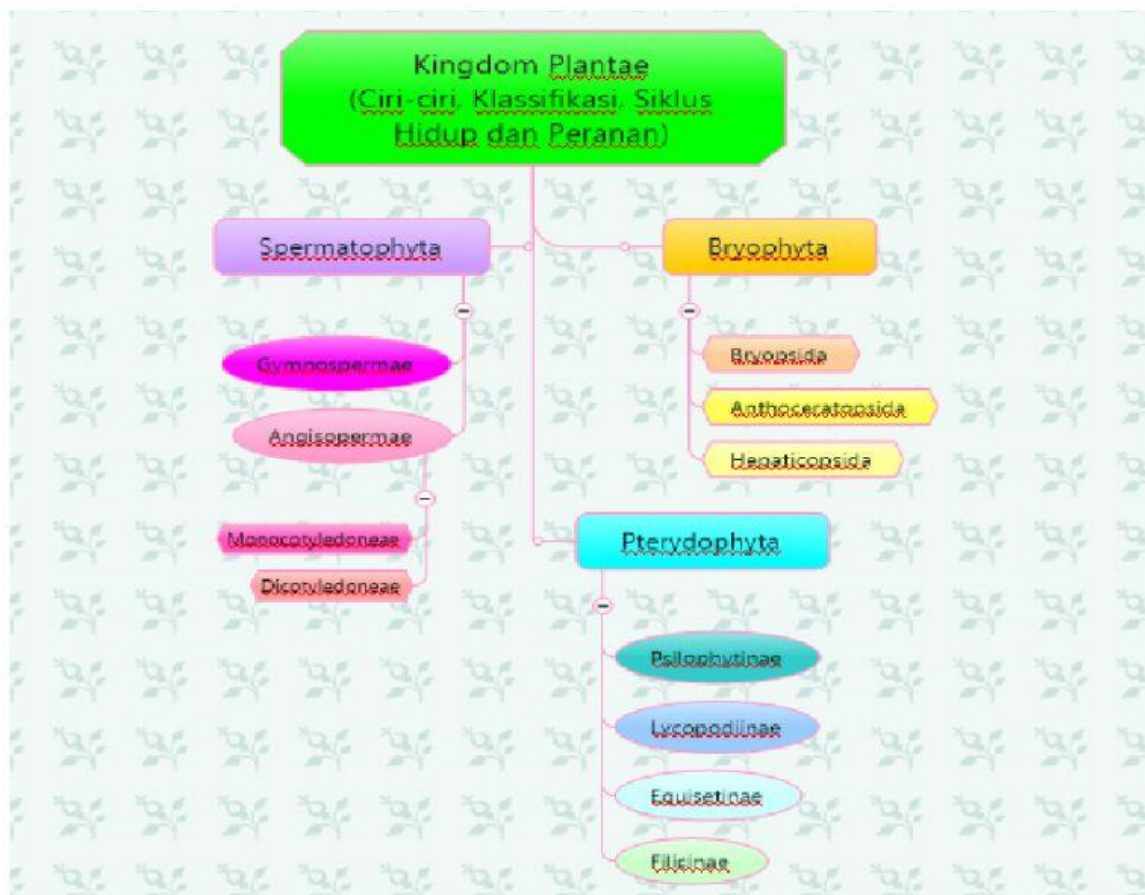 Kingdom Plantae
(Ciri-ciri, Klassifikasi, Siklus
Hidup dan Peranan)
Spermatophyta
Gymnospermae
Angisopermae
Monocotyledoneae
Dicotyledoneae
Bryophyta
Bryopsida
Anthoceratopsida
Hepaticopsida
Pterydophyta
Psilophytinae
Lycopodiinae
Equisetinae
Filicinae